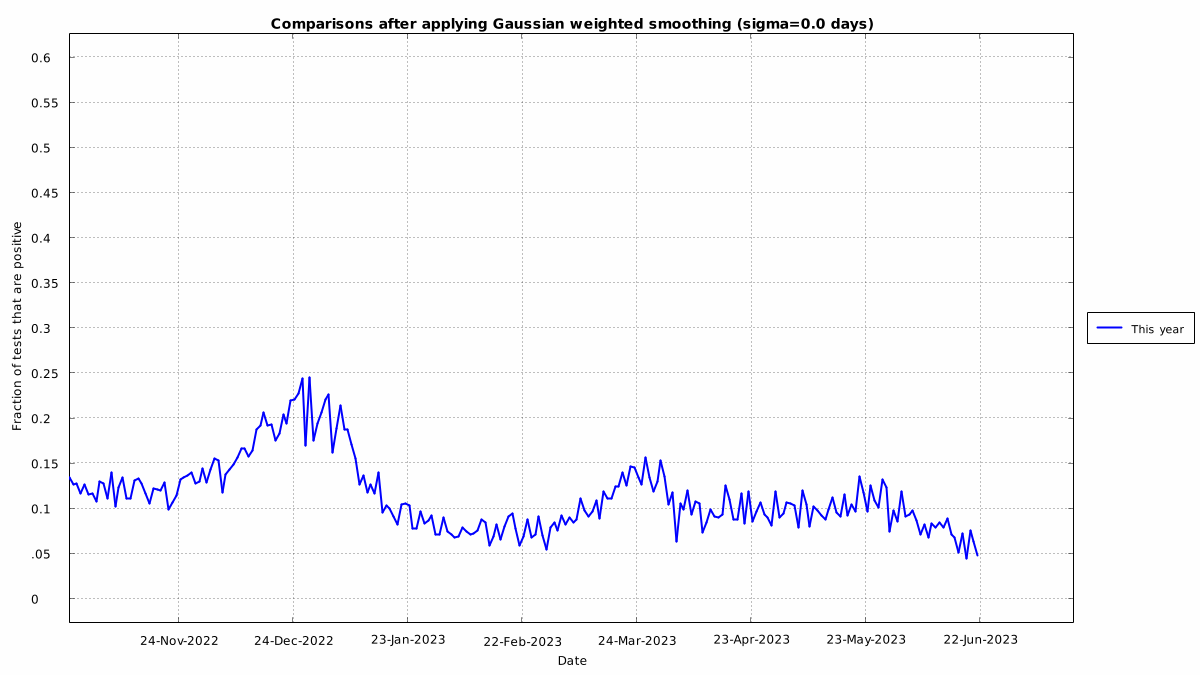 Comparisons after applying Gaussian weighted smoothing (sigma=0.0 days)
0.6
0.55
0.5
0.45
0.4
0.35
0.3
0.25
0.2
0.15
0.1
.05
0
Fraction of tests that are positive
This year
24-Nov-2022 24-Dec-2022 23-Jan-2023 22-Feb-2023 24-Mar-2023 23-Apr-2023 23-May-2023 22-Jun-2023
Date